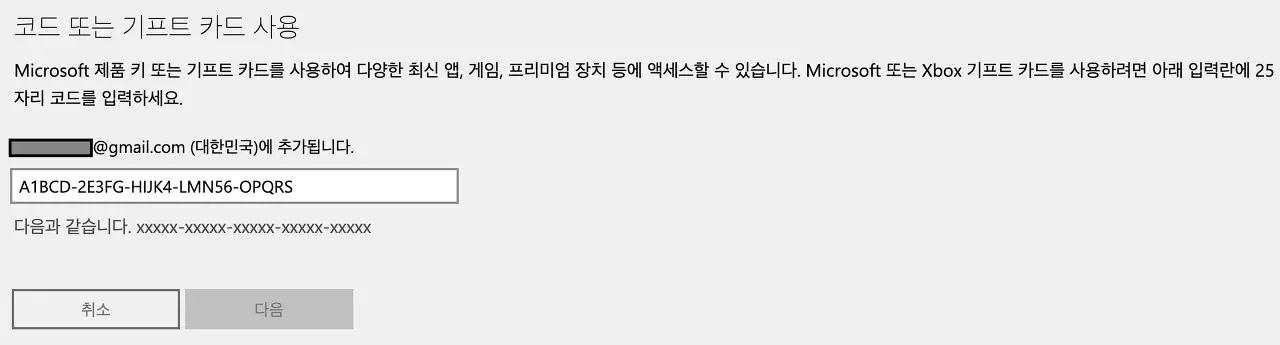 코드 또는 기프트 카드 사용
Microsoft 제품 키 또는 기프트 카드를 사용하여 다양한 최신 앱, 게임, 프리미엄 장치 등에 액세스할 수 있습니다. Microsoft 또는 Xbox 기프트 카드를 사용하려면 아래 입력란에 25
자리 코드를 입력하세요.
@gmail.com (대한민국)에 추가됩니다.
A1BCD-2E3FG-HIJK4-LMN56-OPQRS
다음과 같습니다. xxxxx-xxxxx-xxxxx-xxxxx-xxxxx
취소 다음